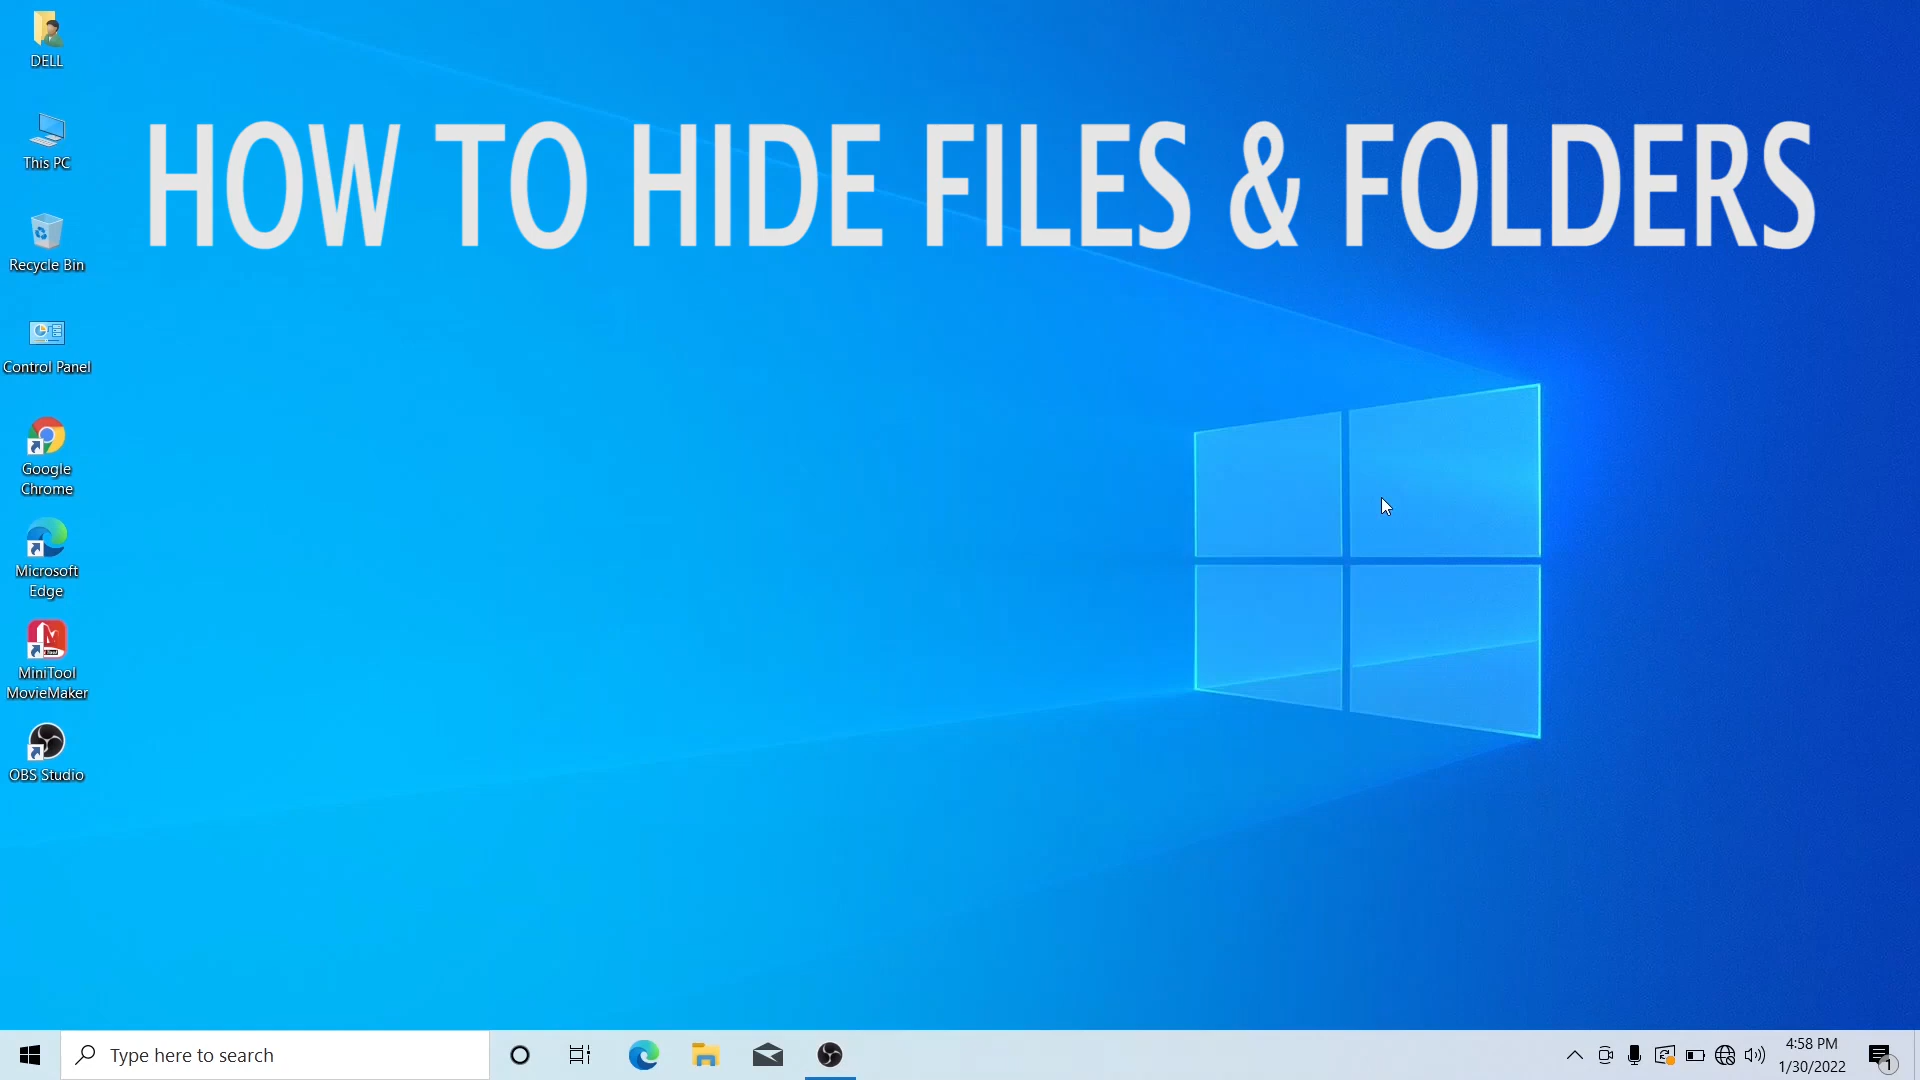 HOW TO HIDE FILES & FOLDERS
DELL
This PC
Recycle Bin
Control Panel
Google
Chrome
Microsoft
Edge
MiniTool
MovieMaker
OBS Studio
Type here to search
4:58 PM
1/30/2022
1